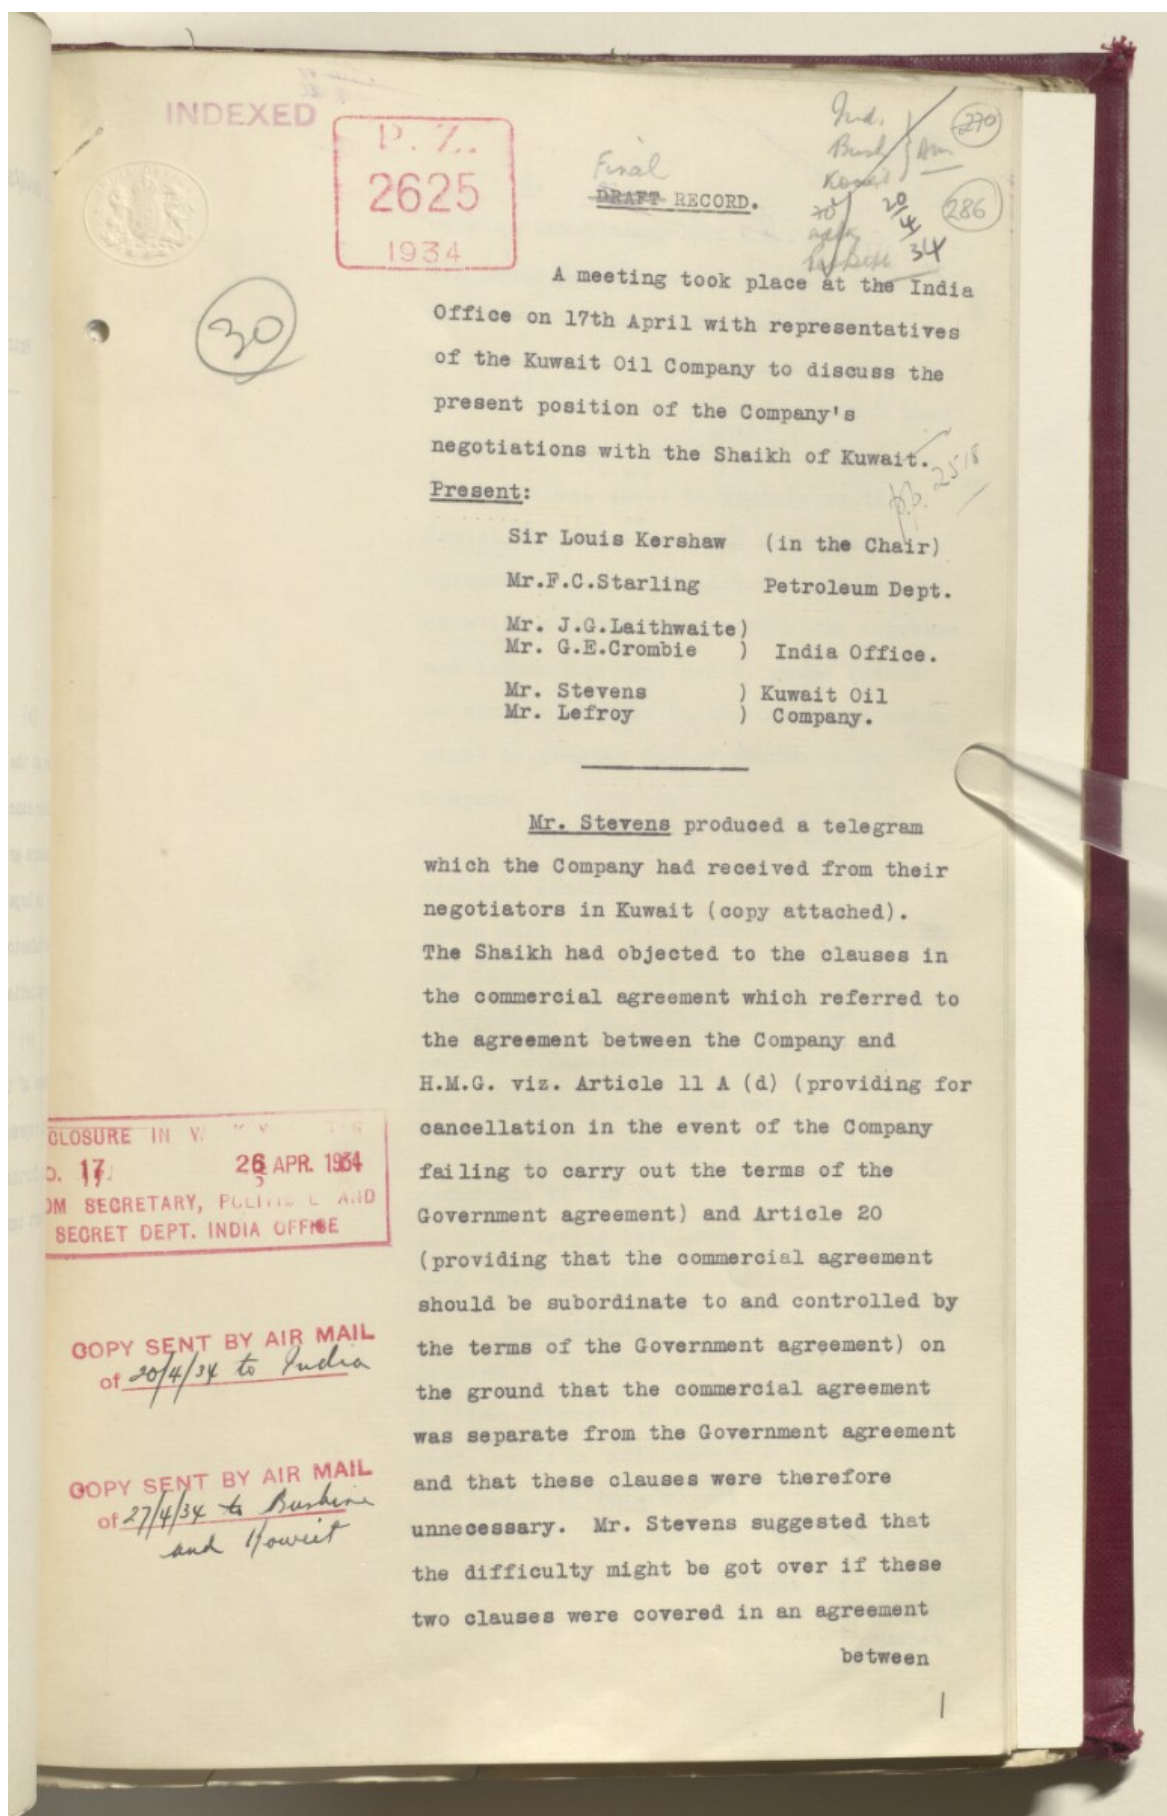 INDEXED
P. Z.
2625
1934
Final
DRAFT RECORD.
Ind.
Bush
Koweit
20/4/34
270
286
30
A meeting took place at the India
Office on 17th April with representatives
of the Kuwait Oil Company to discuss the
present position of the Company's
negotiations with the Shaikh of Kuwait.
p.p. 2518
Present:
Sir Louis Kershaw (in the Chair)
Mr.F.C.Starling Petroleum Dept.
Mr. J.G.Laithwaite)
Mr. G.E.Crombie ) India Office.
Mr. Stevens ) Kuwait Oil
Mr. Lefroy ) Company.
Mr. Stevens produced a telegram
which the Company had received from their
negotiators in Kuwait (copy attached).
The Shaikh had objected to the clauses in
the commercial agreement which referred to
the agreement between the Company and
H.M.G. viz. Article 11 A (d) (providing for
cancellation in the event of the Company
failing to carry out the terms of the
Government agreement) and Article 20
(providing that the commercial agreement
should be subordinate to and controlled by
the terms of the Government agreement) on
the ground that the commercial agreement
was separate from the Government agreement
and that these clauses were therefore
unnecessary. Mr. Stevens suggested that
the difficulty might be got over if these
two clauses were covered in an agreement
between
1
CLOSURE IN
O. 17 26 APR. 1934
OM SECRETARY, POLITICAL AND
SECRET DEPT. INDIA OFFICE
COPY SENT BY AIR MAIL
of 20/4/34 to India
COPY SENT BY AIR MAIL
of 27/4/34 to Bushire
and Koweit